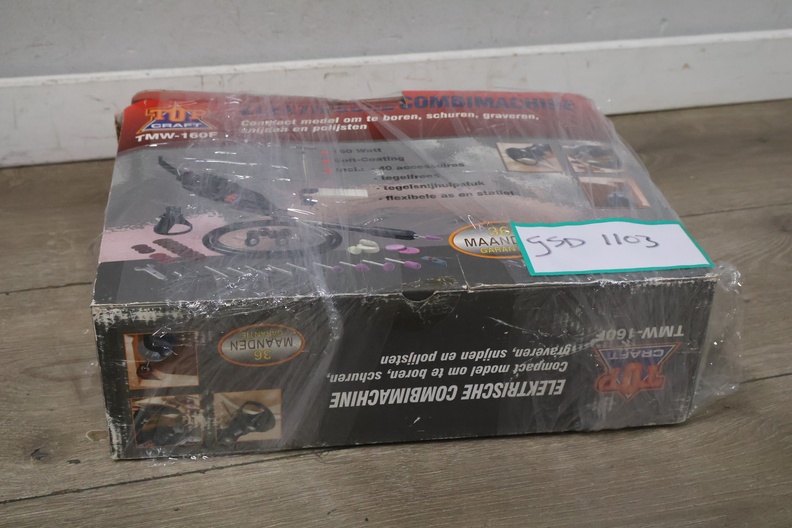 TOP
CRAFT
TMW-160F
COMBIMACHINE
Compact model om te boren, schuren, graveren,
snijden en polijsten
Soft-Coating
40 accessoires
- tegelfrees
- tegelsnijhulpstuk
- flexibele as en statief
36
MAANDEN
GARANTIE
GSD 1103
ELEKTRISCHE COMBIMACHINE
Compact model om te boren, schuren,
graveren, snijden en polijsten
36
MAANDEN
TOP
CRAFT
TMW-160F